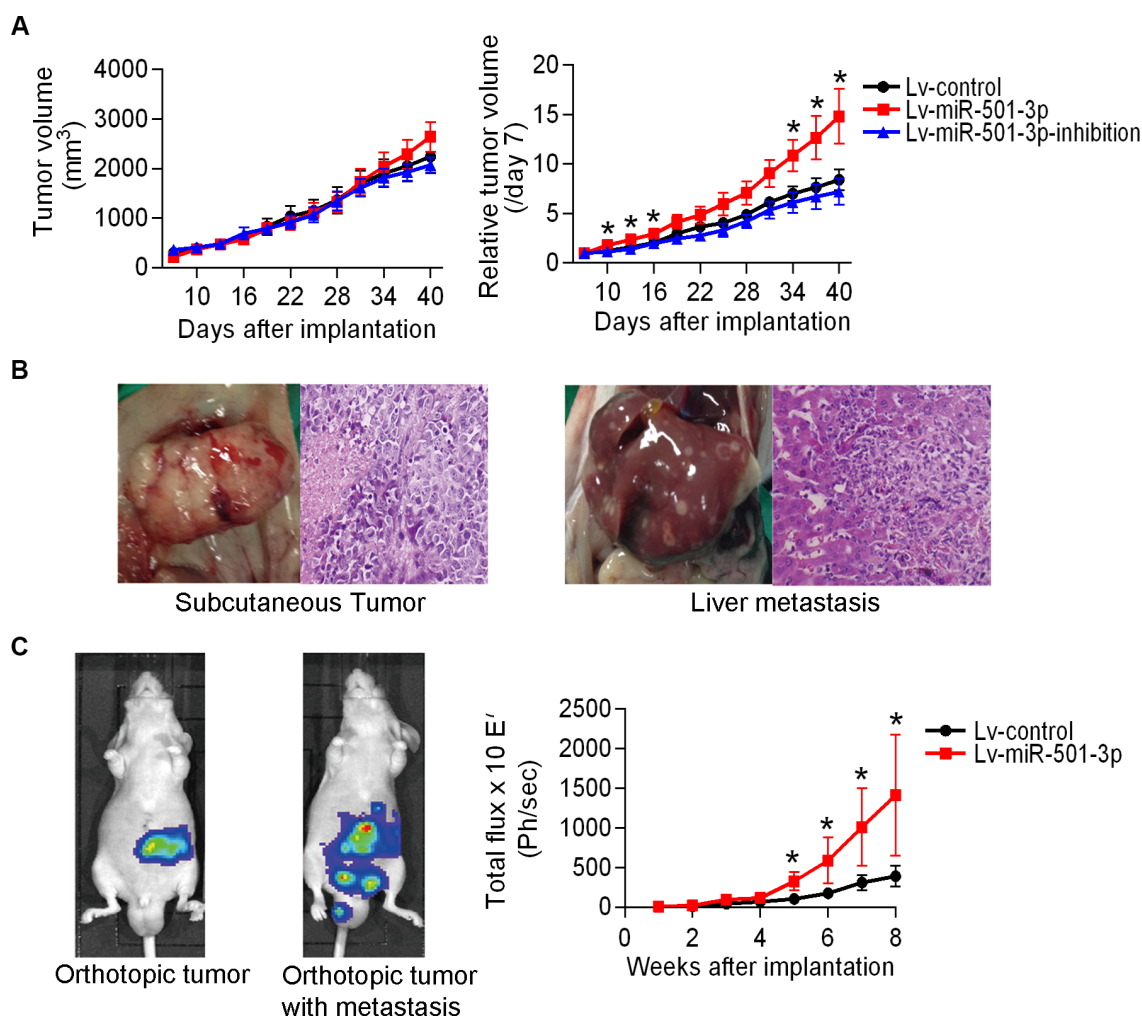 A
Tumor volume
(mm³)
4000
3000
2000
1000
0
10 16 22 28 34 40
Days after implantation
Relative tumor volume
(/day 7)
20
15
10
5
0
* * * * * *
10 16 22 28 34 40
Days after implantation
Lv-control
Lv-miR-501-3p
Lv-miR-501-3p-inhibition
B
Subcutaneous Tumor
Liver metastasis
C
Orthotopic tumor
Orthotopic tumor
with metastasis
Total flux x 10 E′
(Ph/sec)
2500
2000
1500
1000
500
0
* * * *
0 2 4 6 8
Weeks after implantation
Lv-control
Lv-miR-501-3p